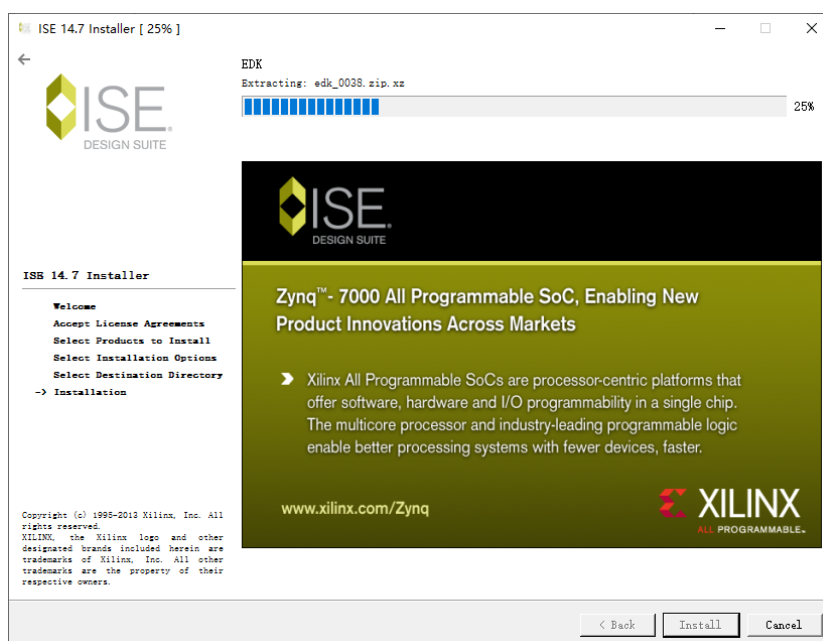 ISE 14.7 Installer [ 25% ]
ISE.
DESIGN SUITE
EDK
Extracting: edk_0038.zip.xz
25%
ISE.
DESIGN SUITE
Zynq™- 7000 All Programmable SoC, Enabling New
Product Innovations Across Markets
Xilinx All Programmable SoCs are processor-centric platforms that
offer software, hardware and I/O programmability in a single chip.
The multicore processor and industry-leading programmable logic
enable better processing systems with fewer devices, faster.
www.xilinx.com/Zynq
XILINX
ALL PROGRAMMABLE™
ISE 14.7 Installer
Welcome
Accept License Agreements
Select Products to Install
Select Installation Options
Select Destination Directory
-> Installation
Copyright (c) 1995-2013 Xilinx, Inc. All
rights reserved.
XILINX, the Xilinx logo and other
designated brands included herein are
trademarks of Xilinx, Inc. All other
trademarks are the property of their
respective owners.
< Back
Install
Cancel